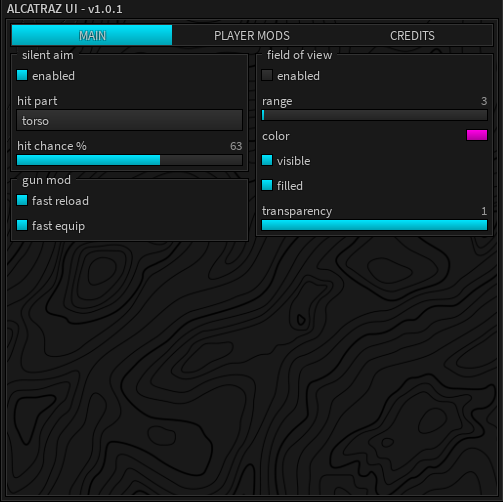 ALCATRAZ UI - v1.0.1
MAIN PLAYER MODS CREDITS
silent aim
enabled
hit part
torso
hit chance % 63
gun mod
fast reload
fast equip
field of view
enabled
range 3
color
visible
filled
transparency 1